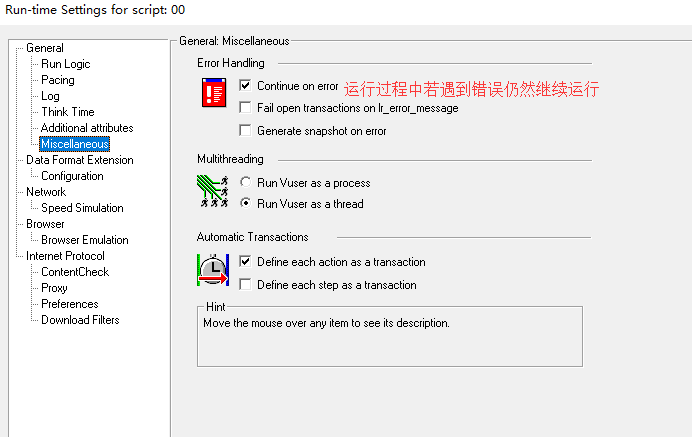 Run-time Settings for script: 00
General
Run Logic
Pacing
Log
Think Time
Additional attributes
Miscellaneous
Data Format Extension
Configuration
Network
Speed Simulation
Browser
Browser Emulation
Internet Protocol
ContentCheck
Proxy
Preferences
Download Filters
General: Miscellaneous
Error Handling
Continue on error 运行过程中若遇到错误仍然继续运行
Fail open transactions on lr_error_message
Generate snapshot on error
Multithreading
Run Vuser as a process
Run Vuser as a thread
Automatic Transactions
Define each action as a transaction
Define each step as a transaction
Hint
Move the mouse over any item to see its description.